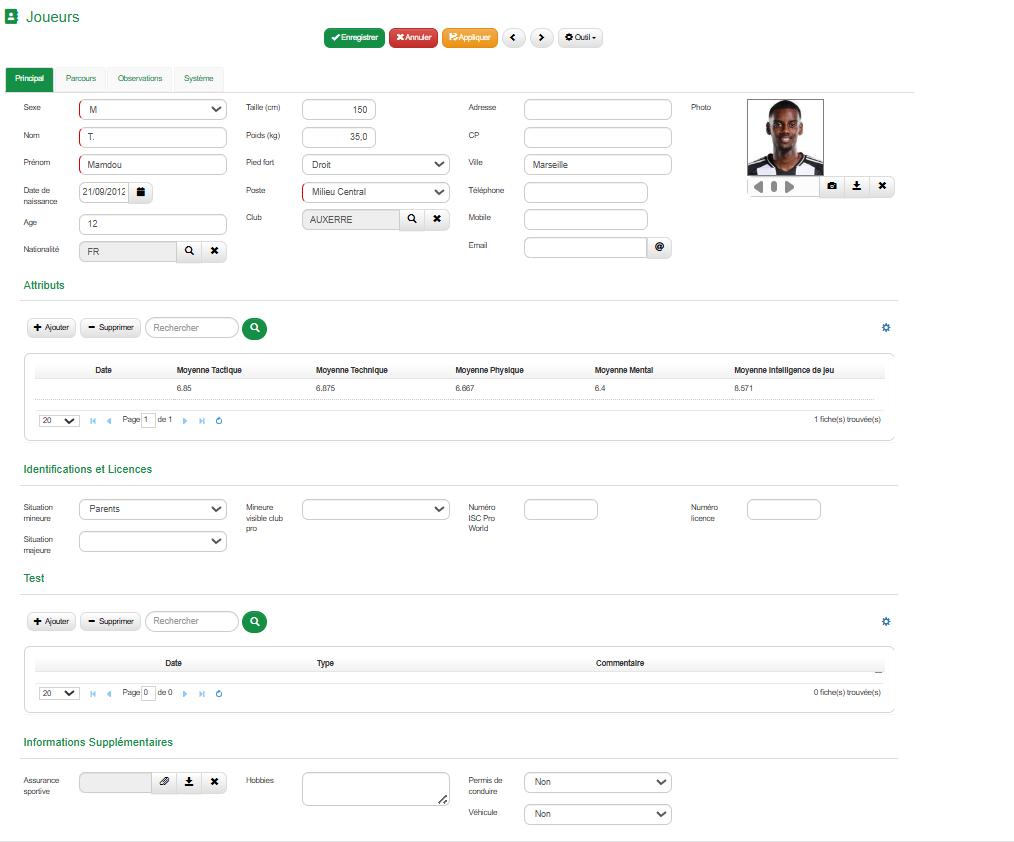 Joueurs
Enregistrer Annuler Appliquer Outil
Principal Parcours Observations Système
Sexe M Taille (cm) 150 Adresse Photo
Nom T. Poids (kg) 35,0 CP
Prénom Mamdou Pied fort Droit Ville Marseille
Date de naissance 21/09/2012 Poste Milieu Central Téléphone
Age 12 Club AUXERRE Mobile
Nationalité FR Email @
Attributs
Ajouter Supprimer Rechercher
Date Moyenne Tactique Moyenne Technique Moyenne Physique Moyenne Mental Moyenne Intelligence de jeu
6.85 6.875 6.667 6.4 8.571
20 Page 1 de 1 1 fiche(s) trouvée(s)
Identifications et Licences
Situation mineure Parents Mineure visible club pro Numéro ISC Pro World Numéro licence
Situation majeure
Test
Ajouter Supprimer Rechercher
Date Type Commentaire
20 Page 0 de 0 0 fiche(s) trouvée(s)
Informations Supplémentaires
Assurance sportive Hobbies Permis de conduire Non
Véhicule Non